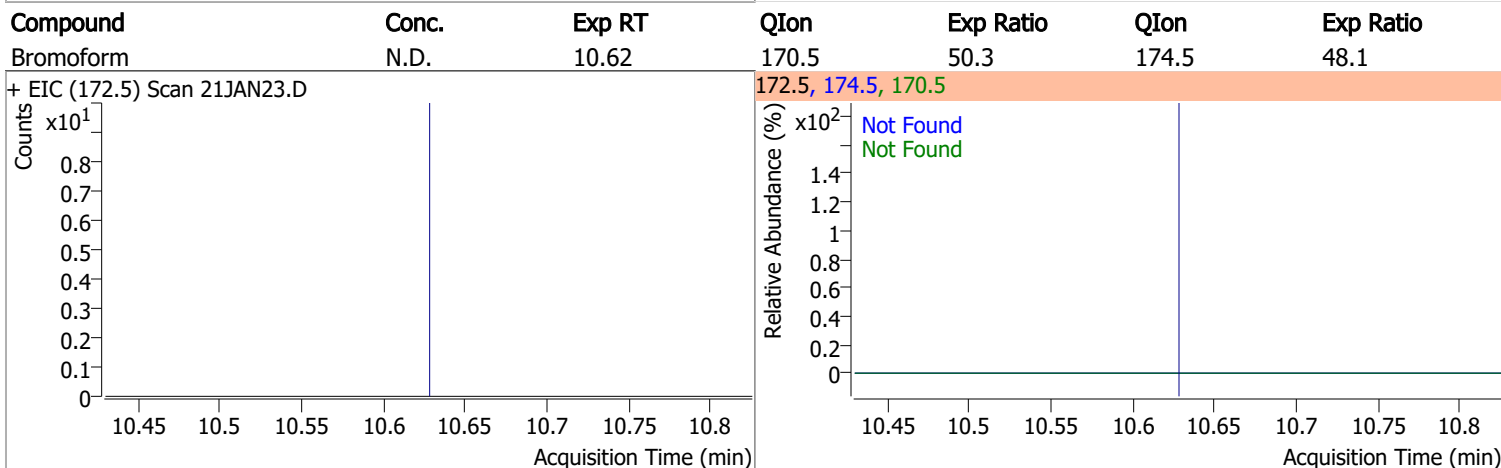 Compound Conc. Exp RT QIon Exp Ratio QIon Exp Ratio
Bromoform N.D. 10.62 170.5 50.3 174.5 48.1
+ EIC (172.5) Scan 21JAN23.D
Counts
x10¹
0.8
0.7
0.6
0.5
0.4
0.3
0.2
0.1
0
10.45 10.5 10.55 10.6 10.65 10.7 10.75 10.8
Acquisition Time (min)
172.5, 174.5, 170.5
Relative Abundance (%)
x10²
Not Found
Not Found
1.4
1.2
1
0.8
0.6
0.4
0.2
0
10.45 10.5 10.55 10.6 10.65 10.7 10.75 10.8
Acquisition Time (min)